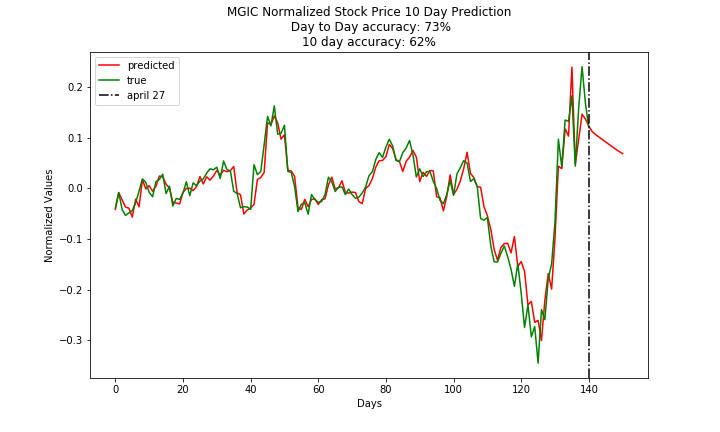 MGIC Normalized Stock Price 10 Day Prediction
Day to Day accuracy: 73%
10 day accuracy: 62%
predicted
true
april 27
0.2
0.1
0.0
−0.1
−0.2
−0.3
Normalized Values
0 20 40 60 80 100 120 140
Days